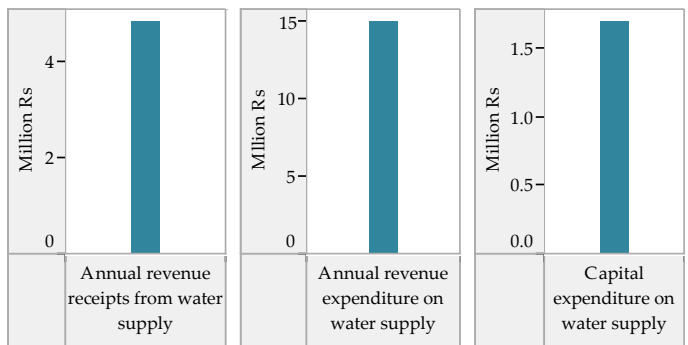 Million Rs
4
2
0
Annual revenue
receipts from water
supply
Mllion Rs
15
10
5
0
Annual revenue
expenditure on
water supply
Million Rs
1.5
1.0
0.5
0.0
Capital
expenditure on
water supply